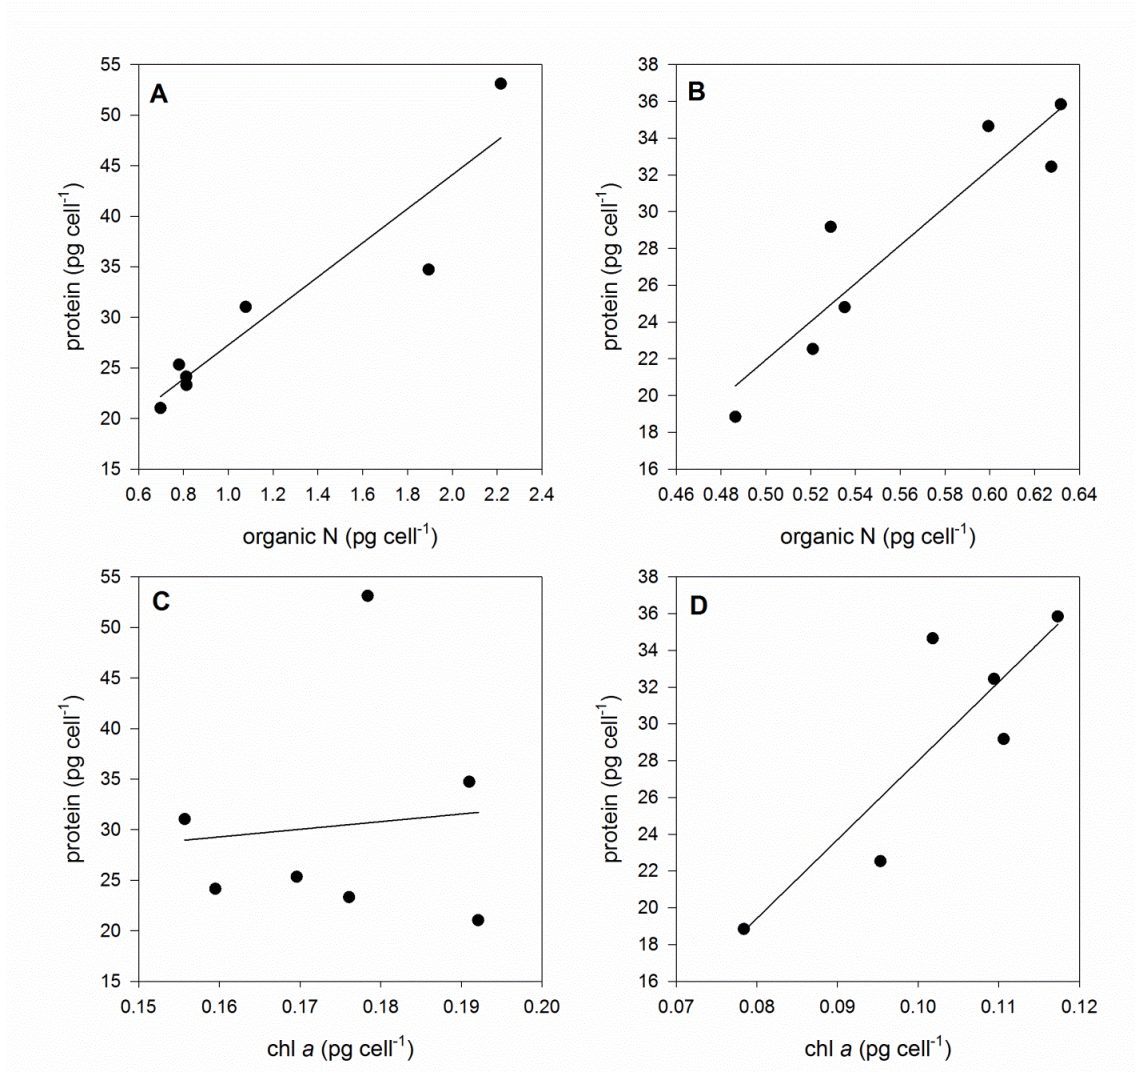 A
55
50
45
40
35
30
25
20
15
protein (pg cell⁻¹)
0.6 0.8 1.0 1.2 1.4 1.6 1.8 2.0 2.2 2.4
organic N (pg cell⁻¹)
B
38
36
34
32
30
28
26
24
22
20
18
16
protein (pg cell⁻¹)
0.46 0.48 0.50 0.52 0.54 0.56 0.58 0.60 0.62 0.64
organic N (pg cell⁻¹)
C
55
50
45
40
35
30
25
20
15
protein (pg cell⁻¹)
0.15 0.16 0.17 0.18 0.19 0.20
chl a (pg cell⁻¹)
D
38
36
34
32
30
28
26
24
22
20
18
16
protein (pg cell⁻¹)
0.07 0.08 0.09 0.10 0.11 0.12
chl a (pg cell⁻¹)